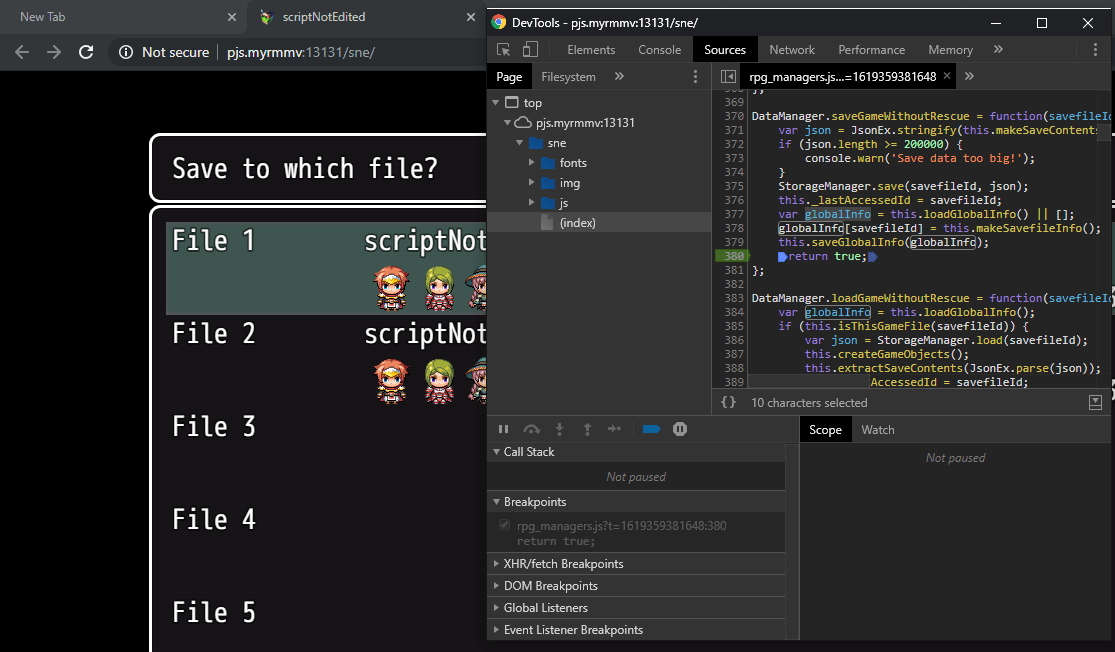 New Tab
scriptNotEdited
Not secure
pjs.myrmmv:13131/sne/
Save to which file?
File 1
scriptNot
File 2
scriptNot
File 3
File 4
File 5
DevTools - pjs.myrmmv:13131/sne/
Elements
Console
Sources
Network
Performance
Memory
Page
Filesystem
rpg_managers.js...=1619359381648
top
pjs.myrmmv:13131
sne
fonts
img
js
(index)
369
370 DataManager.saveGameWithoutRescue = function(savefileId
371 var json = JsonEx.stringify(this.makeSaveContents
372 if (json.length >= 200000) {
373 console.warn('Save data too big!');
374 }
375 StorageManager.save(savefileId, json);
376 this._lastAccessedId = savefileId;
377 var globalInfo = this.loadGlobalInfo() || [];
378 globalInfo[savefileId] = this.makeSavefileInfo();
379 this.saveGlobalInfo(globalInfo);
380 return true;
381 };
382
383 DataManager.loadGameWithoutRescue = function(savefileId
384 var globalInfo = this.loadGlobalInfo();
385 if (this.isThisGameFile(savefileId)) {
386 var json = StorageManager.load(savefileId);
387 this.createGameObjects();
388 this.extractSaveContents(JsonEx.parse(json));
389 AccessedId = savefileId;
{} 10 characters selected
Call Stack
Not paused
Breakpoints
rpg_managers.js?t=1619359381648:380
return true;
XHR/fetch Breakpoints
DOM Breakpoints
Global Listeners
Event Listener Breakpoints
Scope
Watch
Not paused